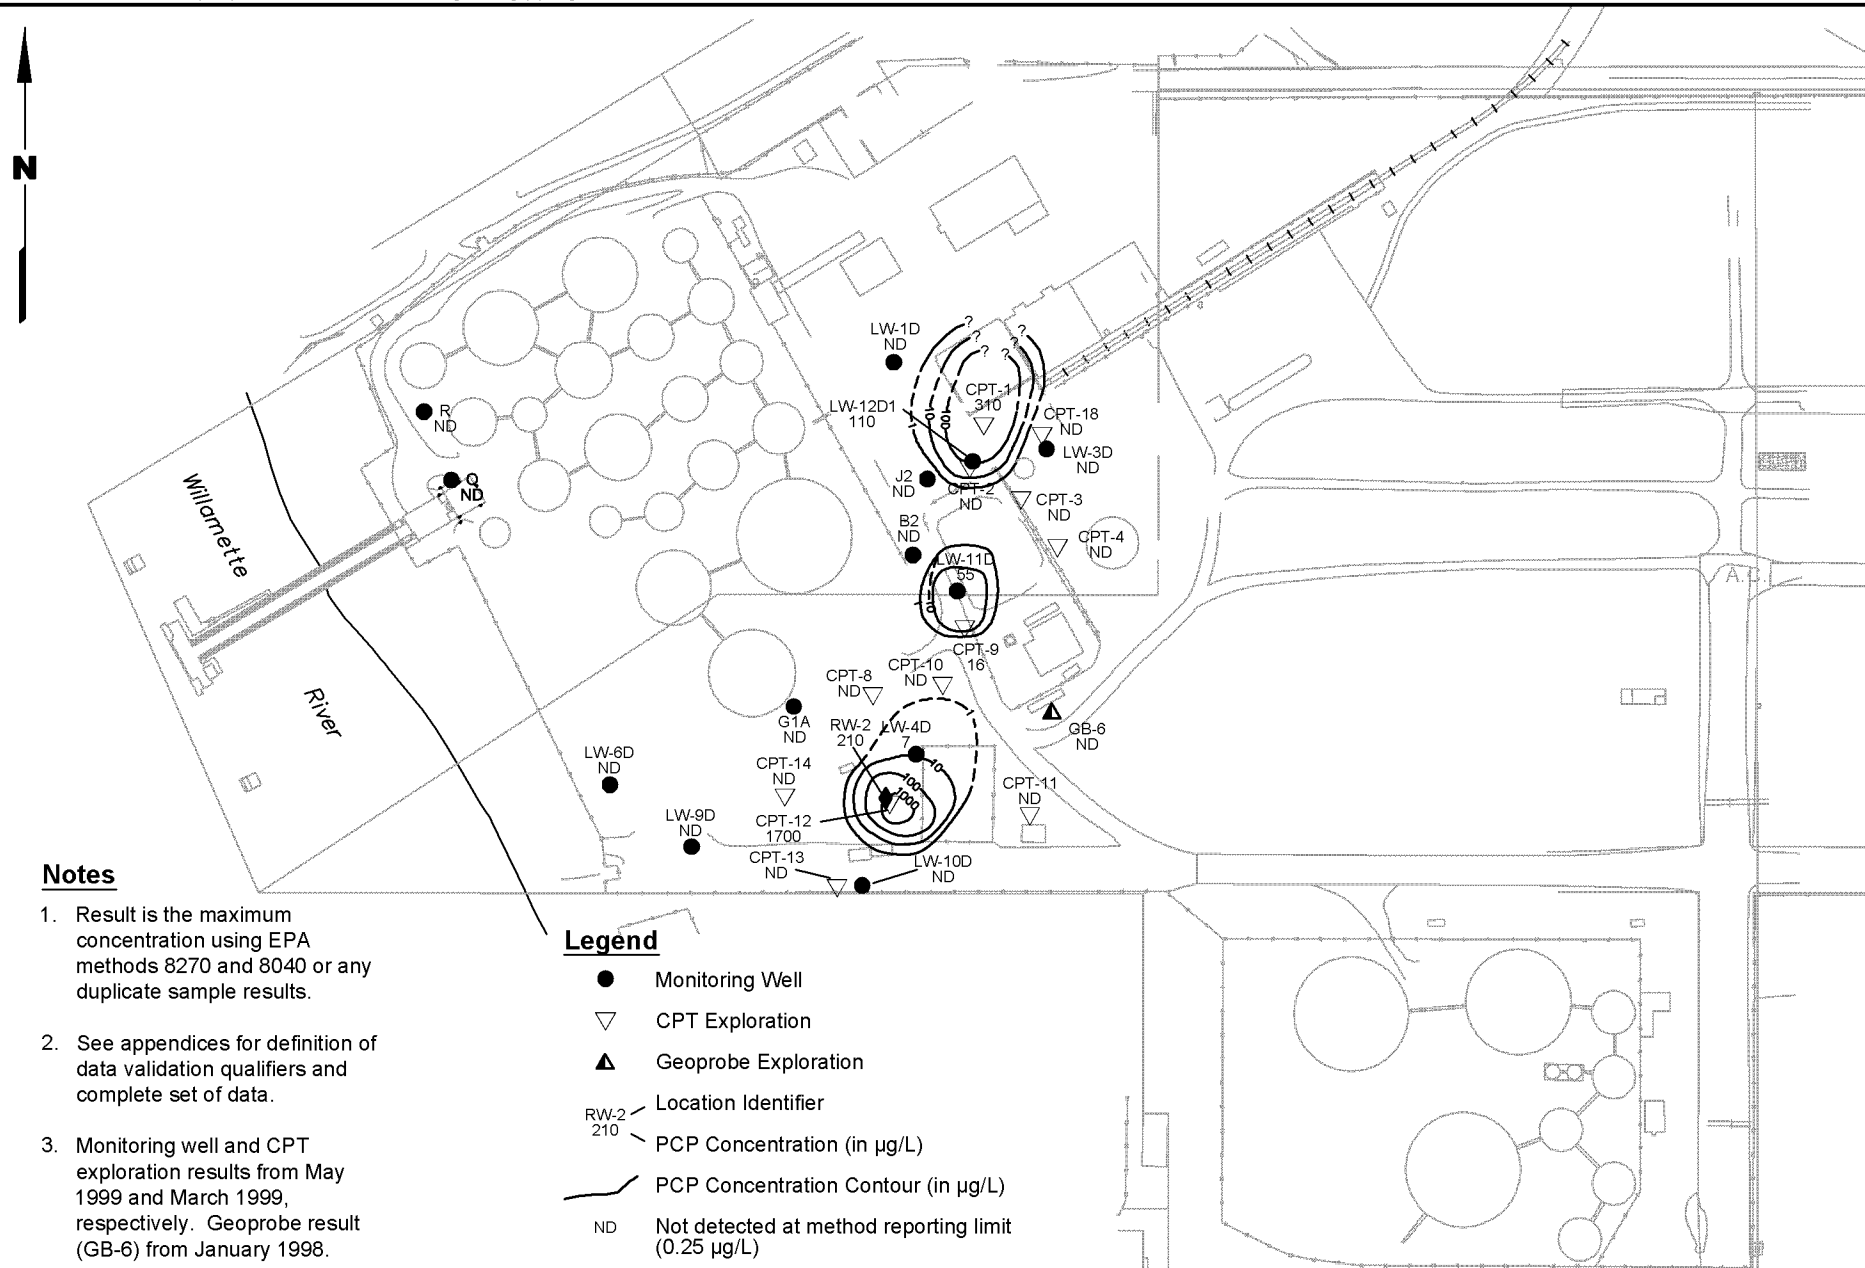 N
LW-1D
ND
CPT-1
310
LW-12D1
110
CPT-18
ND
LW-3D
ND
R
ND
Q
ND
J2
ND
CPT-2
ND
CPT-3
ND
B2
ND
CPT-4
ND
LW-11D
55
CPT-9
16
CPT-10
ND
CPT-8
ND
G1A
ND
RW-2
210
LW-4D
7
GB-6
ND
LW-6D
ND
CPT-14
ND
CPT-11
ND
LW-9D
ND
CPT-12
1700
CPT-13
ND
LW-10D
ND
?
?
?
?
?
?
1
10
100
1
10
1
10
100
1000
Willamette
River
Notes
1. Result is the maximum
concentration using EPA
methods 8270 and 8040 or any
duplicate sample results.
2. See appendices for definition of
data validation qualifiers and
complete set of data.
3. Monitoring well and CPT
exploration results from May
1999 and March 1999,
respectively. Geoprobe result
(GB-6) from January 1998.
Legend
Monitoring Well
CPT Exploration
Geoprobe Exploration
RW-2
210
Location Identifier
PCP Concentration (in µg/L)
PCP Concentration Contour (in µg/L)
ND Not detected at method reporting limit
(0.25 µg/L)